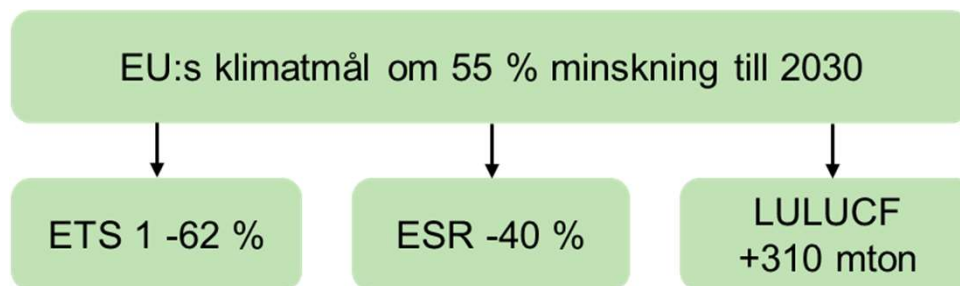 EU:s klimatmål om 55 % minskning till 2030
ETS 1 -62 %
ESR -40 %
LULUCF
+310 mton